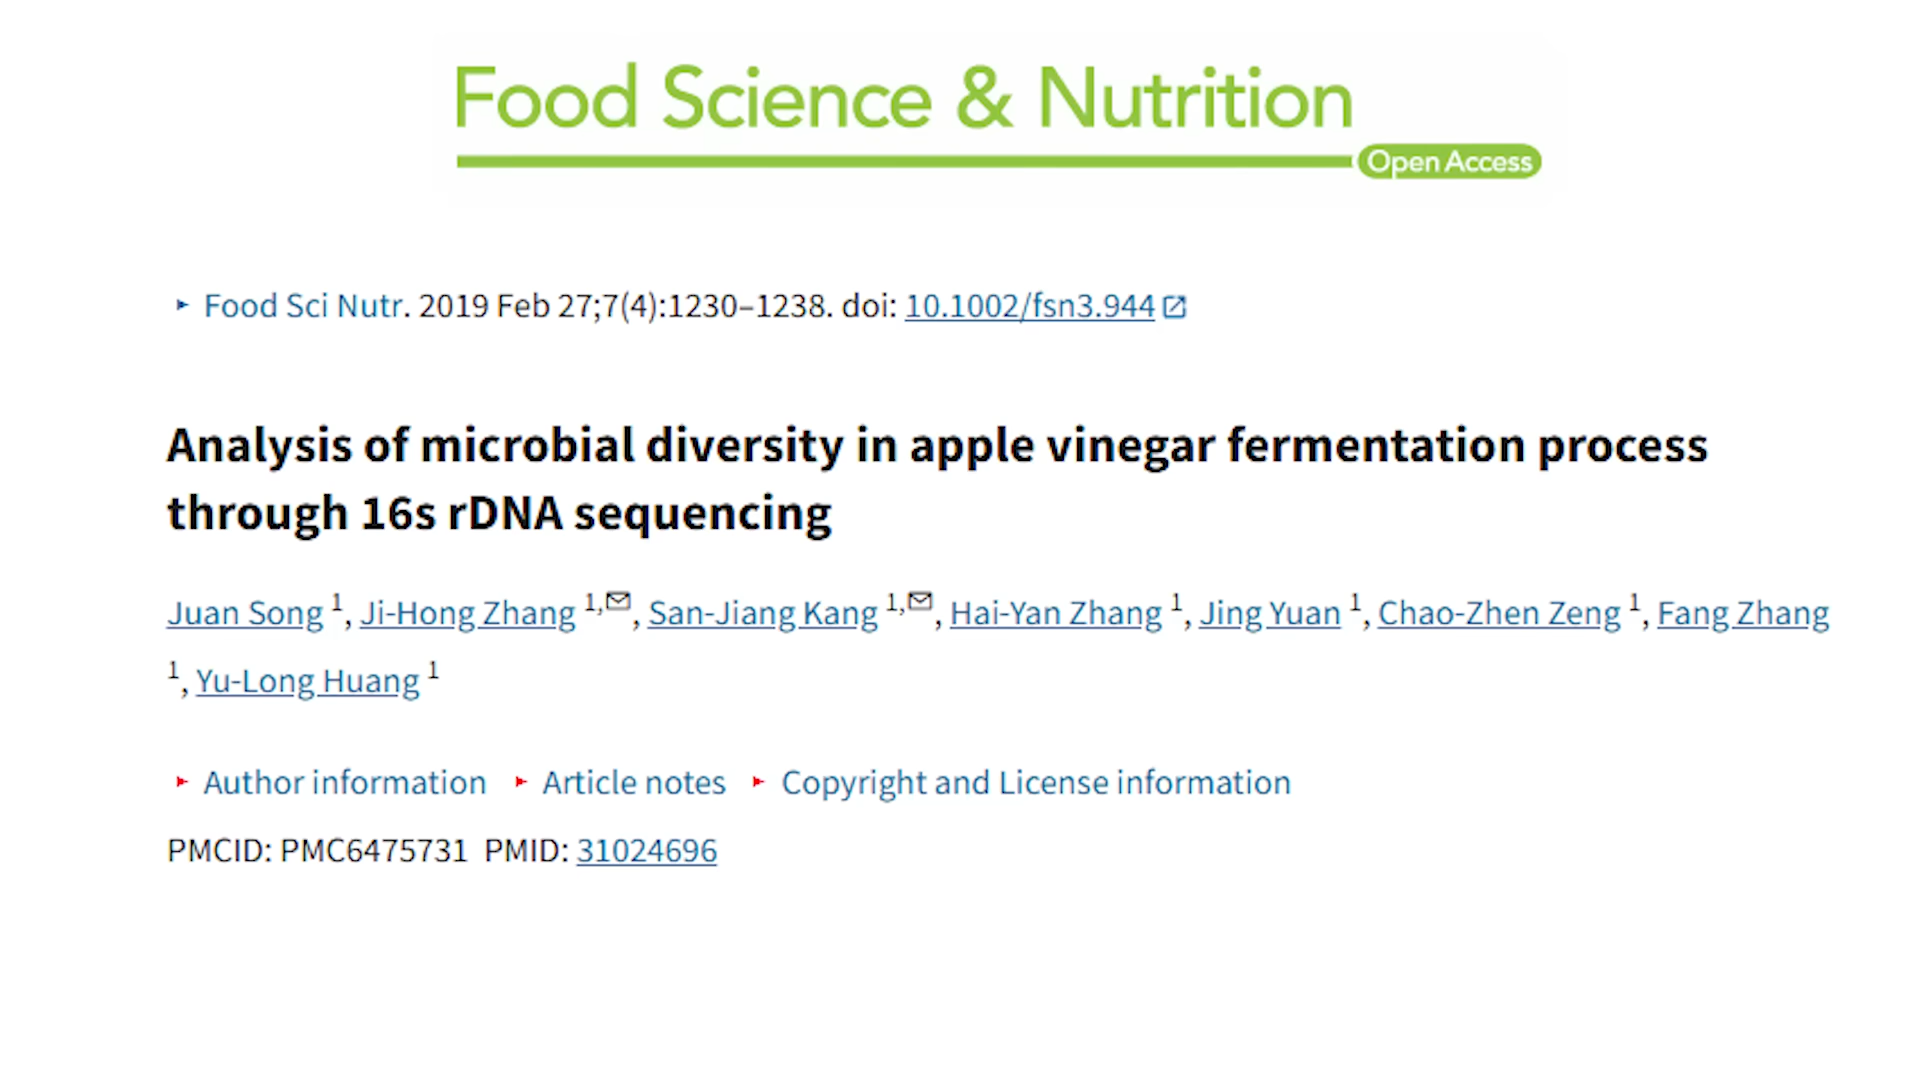 Food Science & Nutrition
Open Access
Food Sci Nutr. 2019 Feb 27;7(4):1230–1238. doi: 10.1002/fsn3.944
Analysis of microbial diversity in apple vinegar fermentation process
through 16s rDNA sequencing
Juan Song 1, Ji-Hong Zhang 1,✉, San-Jiang Kang 1,✉, Hai-Yan Zhang 1, Jing Yuan 1, Chao-Zhen Zeng 1, Fang Zhang
1, Yu-Long Huang 1
Author information Article notes Copyright and License information
PMCID: PMC6475731 PMID: 31024696